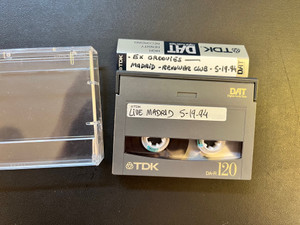 TDK DAT
- EX GROOVIES -
MADRID - REVOLVER CLUB - 5-19.94
DAT
LIVE MADRID 5-19.94
TDK
DA-R 120